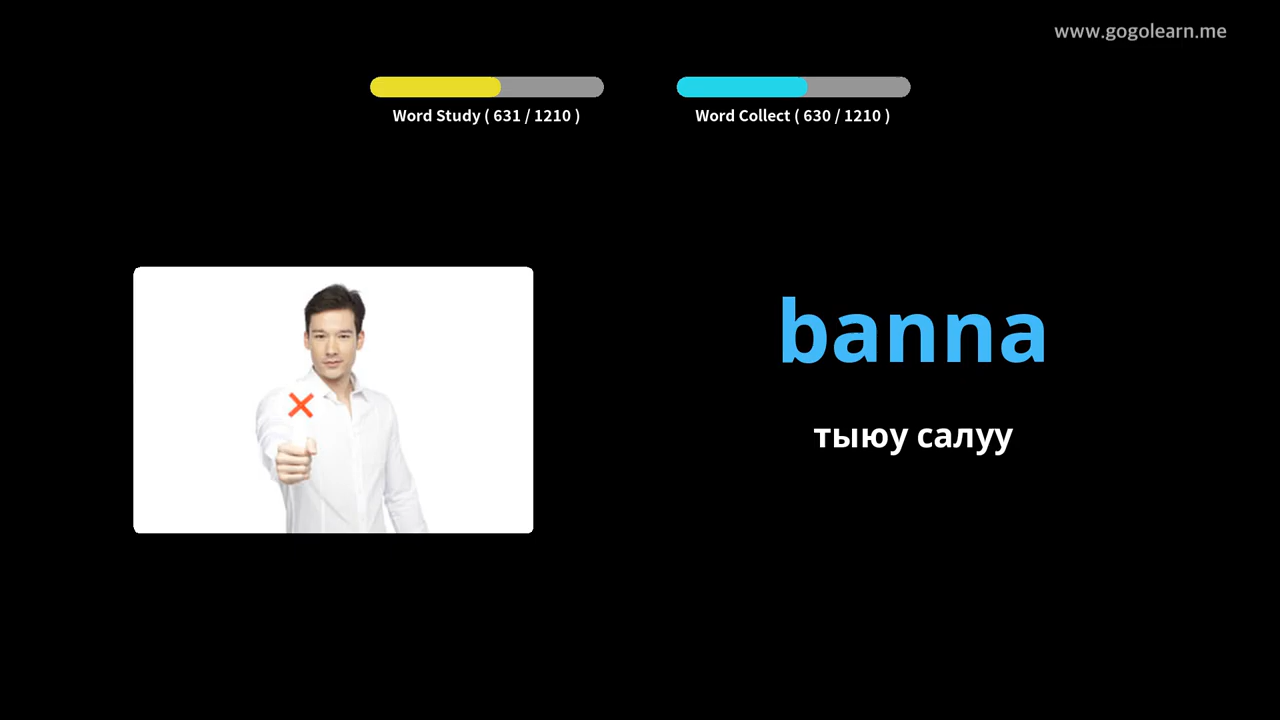 www.gogolearn.me
Word Study ( 631 / 1210 )
Word Collect ( 630 / 1210 )
banna
тыюу салуу